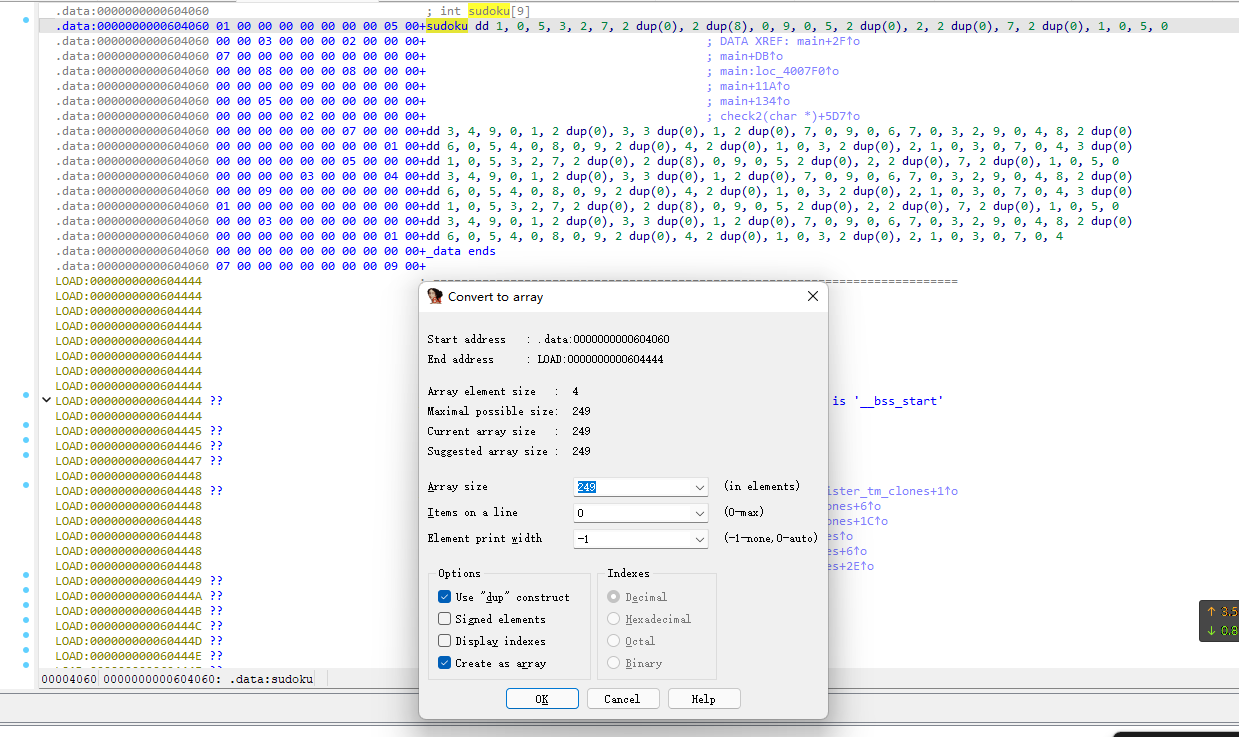 .data:0000000000604060 ; int sudoku[9]
.data:0000000000604060 01 00 00 00 00 00 00 00 05 00+sudoku dd 1, 0, 5, 3, 2, 7, 2 dup(0), 2 dup(8), 0, 9, 0, 5, 2 dup(0), 2, 2 dup(0), 7, 2 dup(0), 1, 0, 5, 0
.data:0000000000604060 00 00 03 00 00 00 02 00 00 00+ ; DATA XREF: main+2F↑o
.data:0000000000604060 07 00 00 00 00 00 00 00 00 00+ ; main+DB↑o
.data:0000000000604060 00 00 08 00 00 00 08 00 00 00+ ; main:loc_4007F0↑o
.data:0000000000604060 00 00 00 00 09 00 00 00 00 00+ ; main+11A↑o
.data:0000000000604060 00 00 05 00 00 00 00 00 00 00+ ; main+134↑o
.data:0000000000604060 00 00 00 00 02 00 00 00 00 00+ ; check2(char *)+5D7↑o
.data:0000000000604060 00 00 00 00 00 00 07 00 00 00+dd 3, 4, 9, 0, 1, 2 dup(0), 3, 3 dup(0), 1, 2 dup(0), 7, 0, 9, 0, 6, 7, 0, 3, 2, 9, 0, 4, 8, 2 dup(0)
.data:0000000000604060 00 00 00 00 00 00 00 00 01 00+dd 6, 0, 5, 4, 0, 8, 0, 9, 2 dup(0), 4, 2 dup(0), 1, 0, 3, 2 dup(0), 2, 1, 0, 3, 0, 7, 0, 4, 3 dup(0)
.data:0000000000604060 00 00 00 00 00 00 05 00 00 00+dd 1, 0, 5, 3, 2, 7, 2 dup(0), 2 dup(8), 0, 9, 0, 5, 2 dup(0), 2, 2 dup(0), 7, 2 dup(0), 1, 0, 5, 0
.data:0000000000604060 00 00 00 00 03 00 00 00 04 00+dd 3, 4, 9, 0, 1, 2 dup(0), 3, 3 dup(0), 1, 2 dup(0), 7, 0, 9, 0, 6, 7, 0, 3, 2, 9, 0, 4, 8, 2 dup(0)
.data:0000000000604060 00 00 09 00 00 00 00 00 00 00+dd 6, 0, 5, 4, 0, 8, 0, 9, 2 dup(0), 4, 2 dup(0), 1, 0, 3, 2 dup(0), 2, 1, 0, 3, 0, 7, 0, 4, 3 dup(0)
.data:0000000000604060 01 00 00 00 00 00 00 00 00 00+dd 1, 0, 5, 3, 2, 7, 2 dup(0), 2 dup(8), 0, 9, 0, 5, 2 dup(0), 2, 2 dup(0), 7, 2 dup(0), 1, 0, 5, 0
.data:0000000000604060 00 00 03 00 00 00 00 00 00 00+dd 3, 4, 9, 0, 1, 2 dup(0), 3, 3 dup(0), 1, 2 dup(0), 7, 0, 9, 0, 6, 7, 0, 3, 2, 9, 0, 4, 8, 2 dup(0)
.data:0000000000604060 00 00 00 00 00 00 00 00 01 00+dd 6, 0, 5, 4, 0, 8, 0, 9, 2 dup(0), 4, 2 dup(0), 1, 0, 3, 2 dup(0), 2, 1, 0, 3, 0, 7, 0, 4
.data:0000000000604060 00 00 00 00 00 00 00 00 00 00+_data ends
.data:0000000000604060 07 00 00 00 00 00 00 00 09 00+
LOAD:0000000000604444
LOAD:0000000000604444
LOAD:0000000000604444
LOAD:0000000000604444
LOAD:0000000000604444
LOAD:0000000000604444
LOAD:0000000000604444
LOAD:0000000000604444
LOAD:0000000000604444 ?? is '__bss_start'
LOAD:0000000000604444
LOAD:0000000000604445 ??
LOAD:0000000000604446 ??
LOAD:0000000000604447 ??
LOAD:0000000000604448
LOAD:0000000000604448 ?? ister_tm_clones+1↑o
LOAD:0000000000604448 ones+6↑o
LOAD:0000000000604448 ones+1C↑o
LOAD:0000000000604448 es↑o
LOAD:0000000000604448 es+6↑o
LOAD:0000000000604448 es+2E↑o
LOAD:0000000000604449 ??
LOAD:000000000060444A ??
LOAD:000000000060444B ??
LOAD:000000000060444C ??
LOAD:000000000060444D ??
LOAD:000000000060444E ??
00004060 0000000000604060: .data:sudoku
Convert to array
Start address : .data:0000000000604060
End address : LOAD:0000000000604444
Array element size : 4
Maximal possible size: 249
Current array size : 249
Suggested array size : 249
Array size 249 (in elements)
Items on a line 0 (0-max)
Element print width -1 (-1-none,0-auto)
Options
Use "dup" construct
Signed elements
Display indexes
Create as array
Indexes
Decimal
Hexadecimal
Octal
Binary
OK Cancel Help
↑ 3.5
↓ 0.8